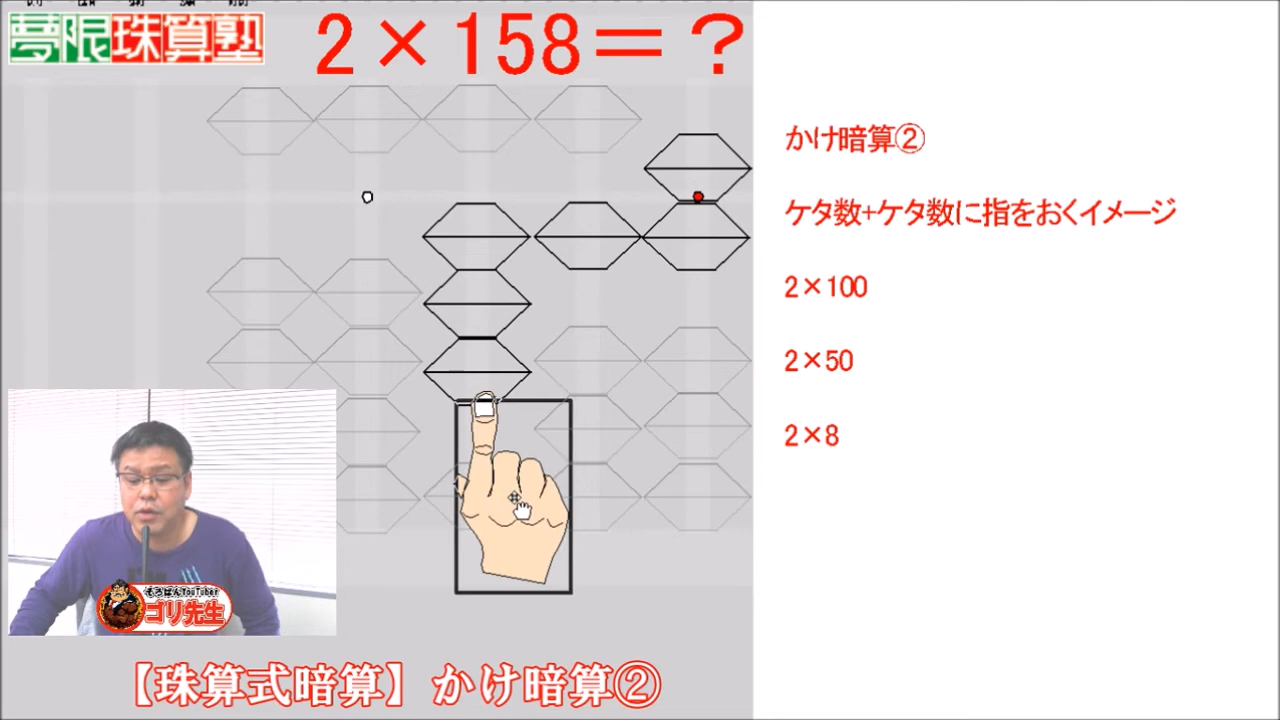 夢限珠算塾
2×158＝？
かけ暗算②
ケタ数+ケタ数に指をおくイメージ
2×100
2×50
2×8
そろばんYouTuber
ゴリ先生
【珠算式暗算】かけ暗算②